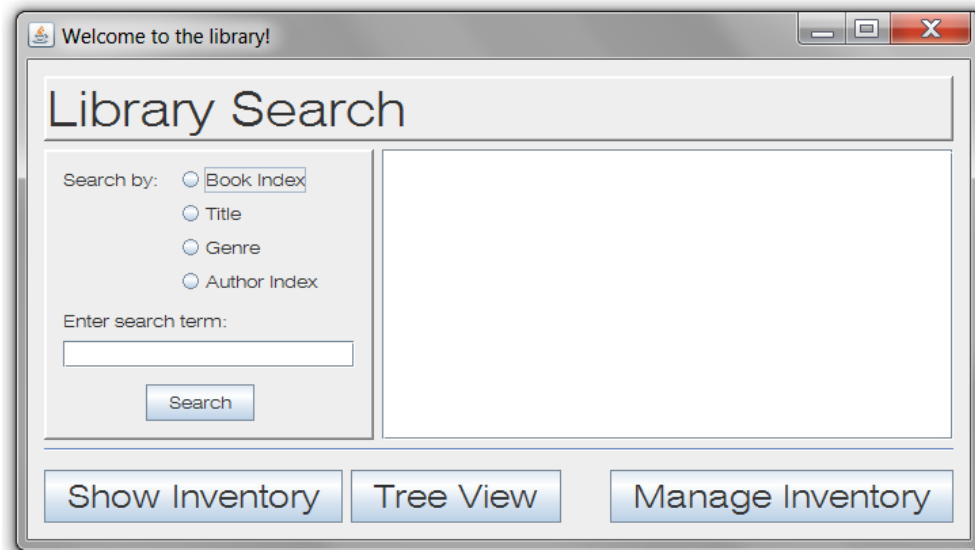 Welcome to the library!
Library Search
Search by: Book Index
Title
Genre
Author Index
Enter search term:
Search
Show Inventory Tree View Manage Inventory